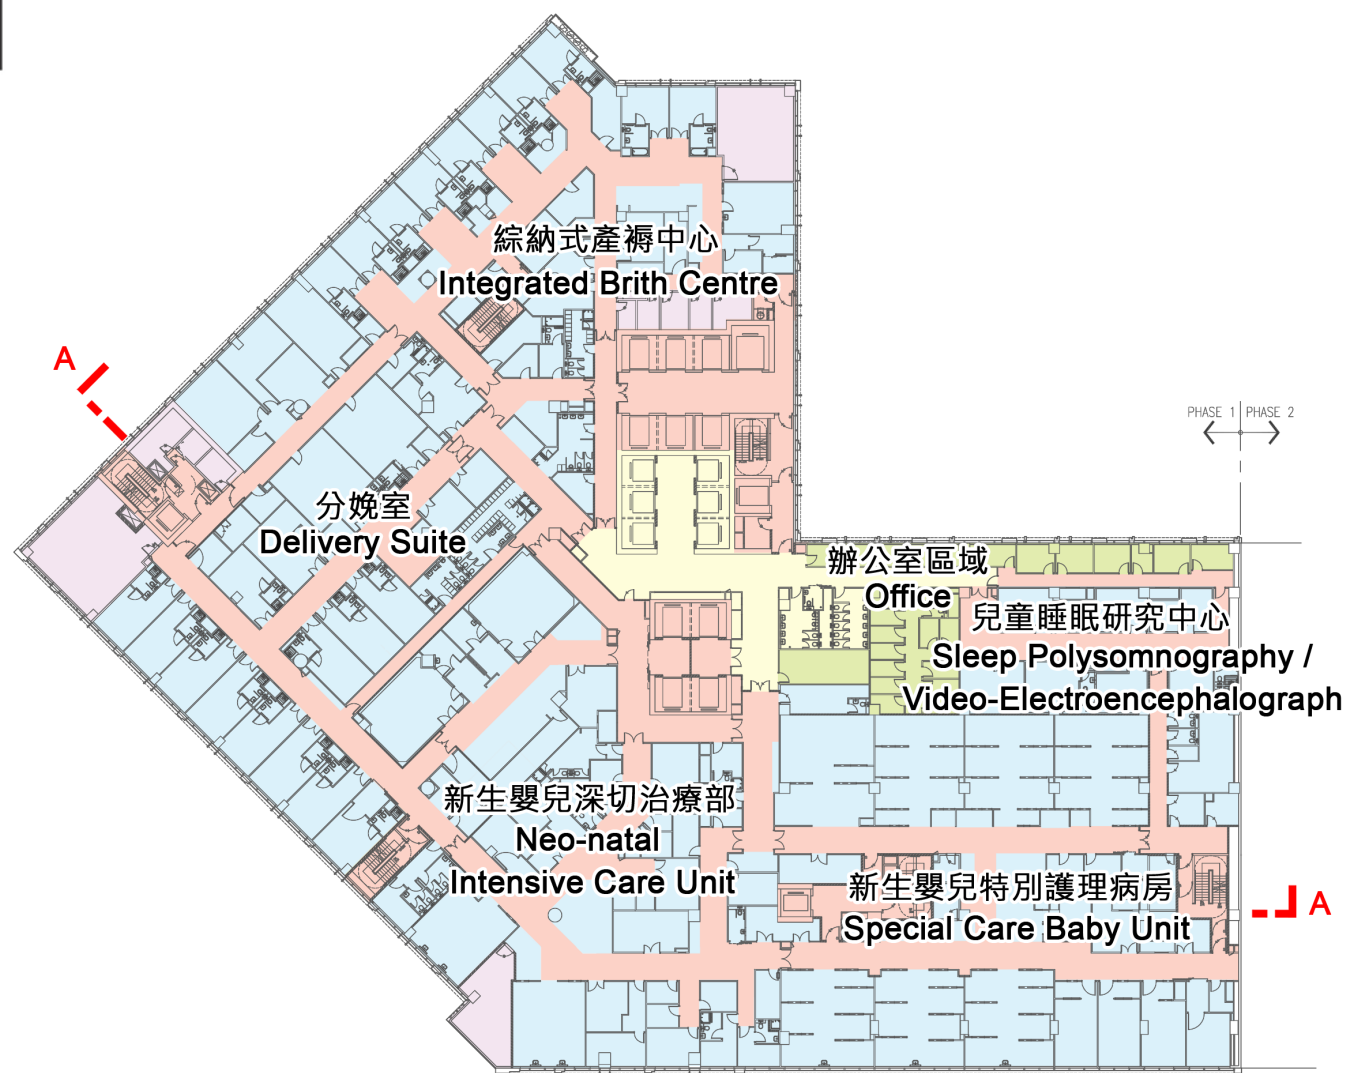 綜納式產褥中心
Integrated Brith Centre
A
PHASE 1 PHASE 2
分娩室
Delivery Suite
辦公室區域
Office
兒童睡眠研究中心
Sleep Polysomnography /
Video-Electroencephalograph
新生嬰兒深切治療部
Neo-natal
Intensive Care Unit
新生嬰兒特別護理病房
Special Care Baby Unit
A